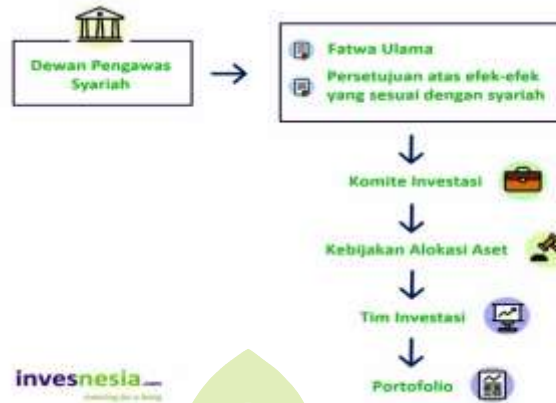 Dewan Pengawas
Syariah
Fatwa Ulama
Persetujuan atas efek-efek
yang sesuai dengan syariah
Komite Investasi
Kebijakan Alokasi Aset
Tim Investasi
Portofolio
invesnesia.com